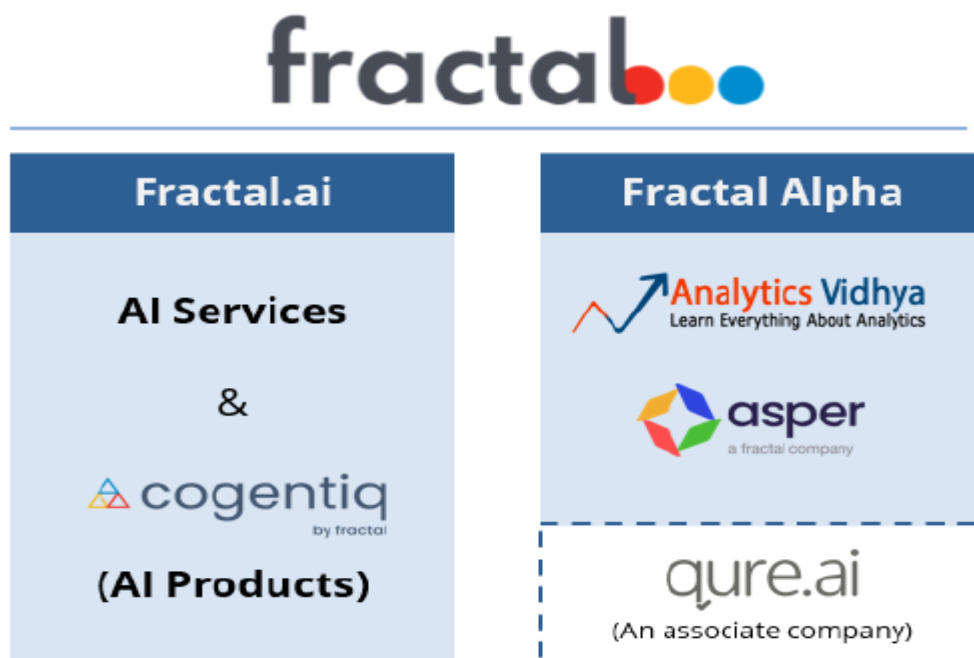 fractal
Fractal.ai
AI Services
&
cogentiq
by fractal
(AI Products)
Fractal Alpha
Analytics Vidhya
Learn Everything About Analytics
asper
a fractal company
qure.ai
(An associate company)